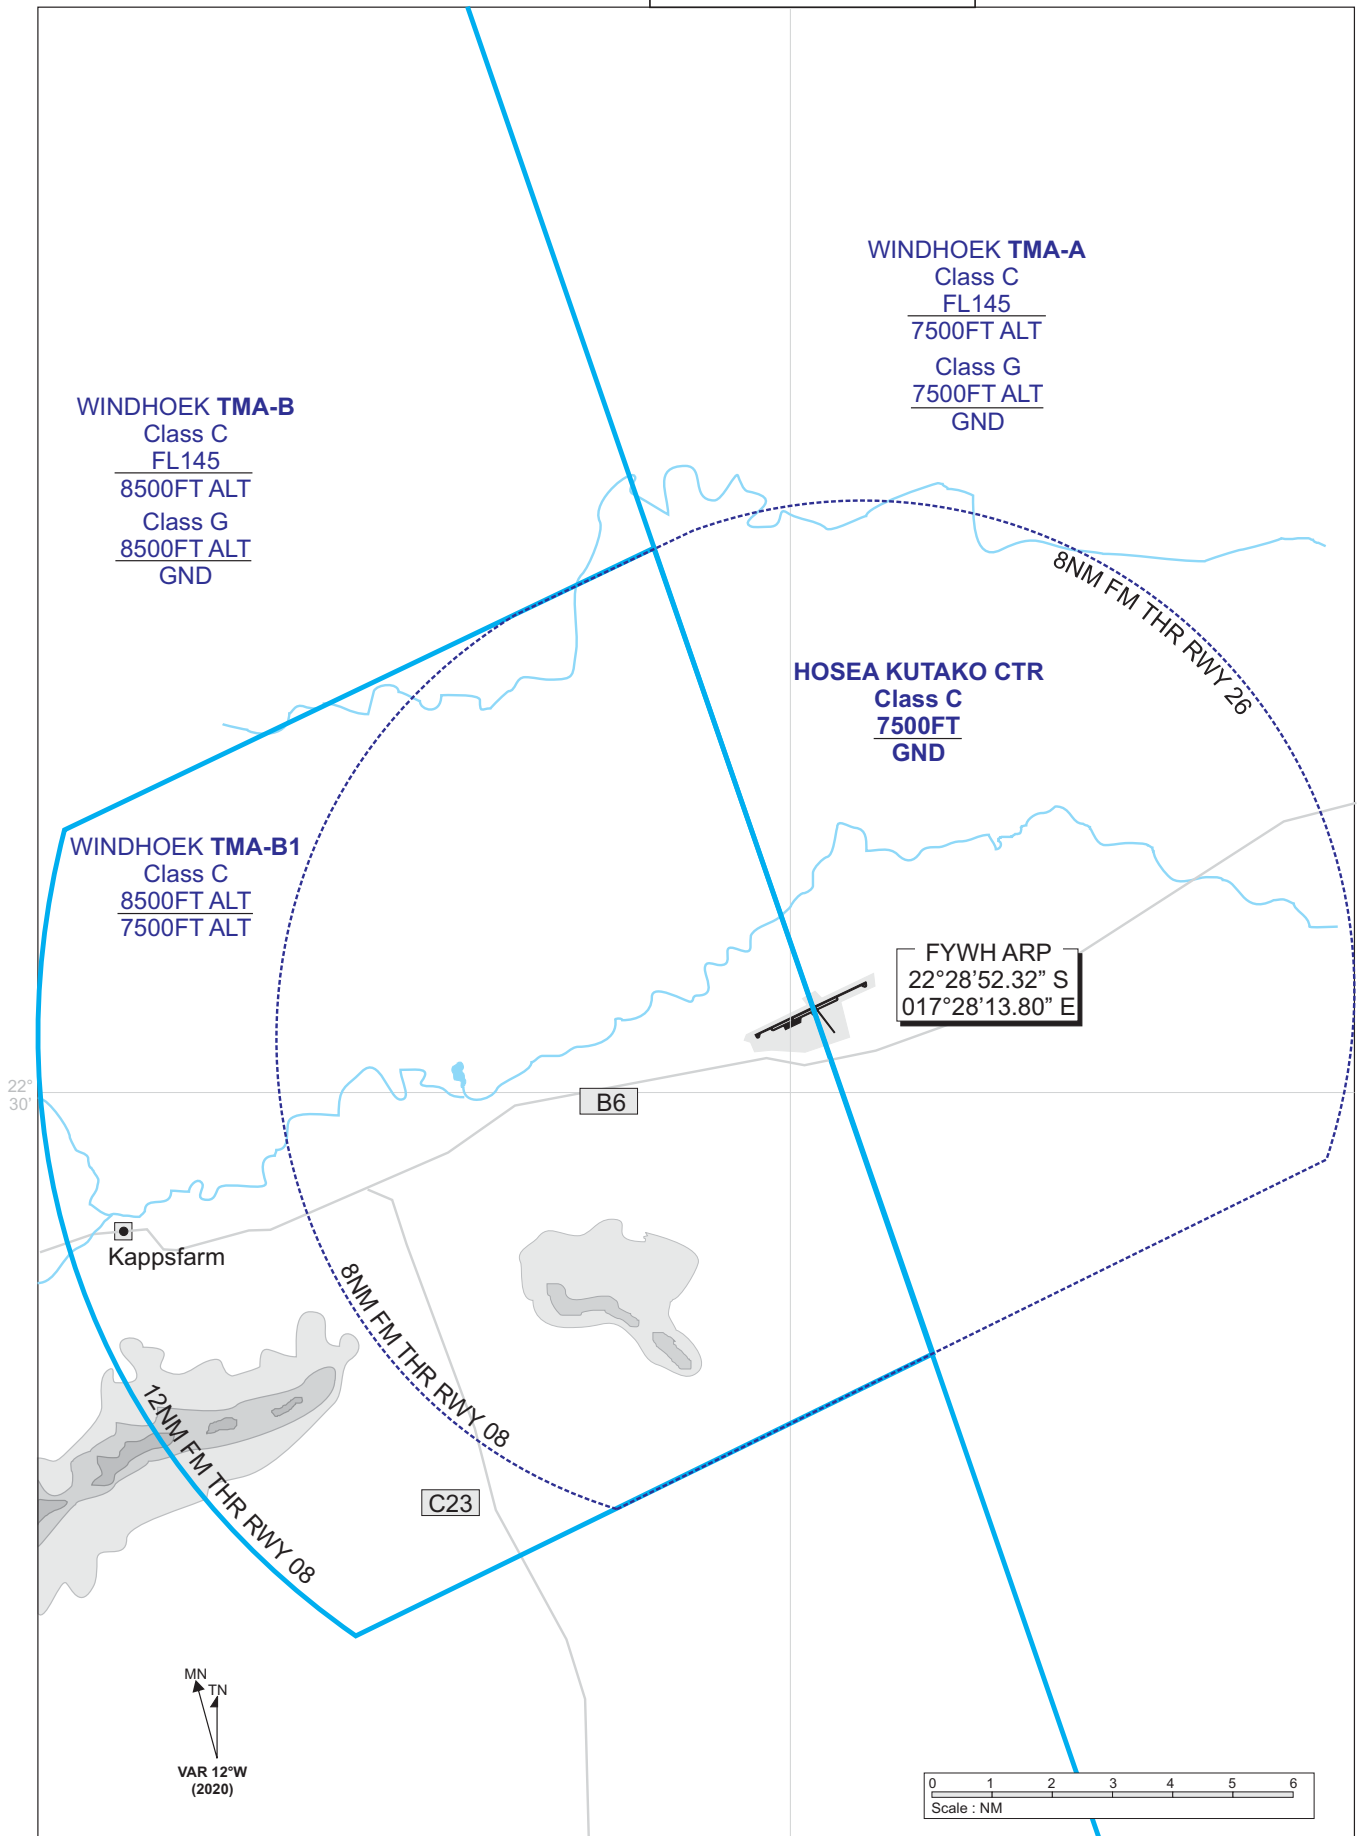 WINDHOEK TMA-A
Class C
FL145
7500FT ALT
Class G
7500FT ALT
GND
WINDHOEK TMA-B
Class C
FL145
8500FT ALT
Class G
8500FT ALT
GND
8NM FM THR RWY 26
HOSEA KUTAKO CTR
Class C
7500FT
GND
WINDHOEK TMA-B1
Class C
8500FT ALT
7500FT ALT
FYWH ARP
22°28’52.32” S
017°28’13.80” E
22°
30'
B6
Kappsfarm
8NM FM THR RWY 08
12NM FM THR RWY 08
C23
MN
TN
VAR 12°W
(2020)
0 1 2 3 4 5 6
Scale : NM